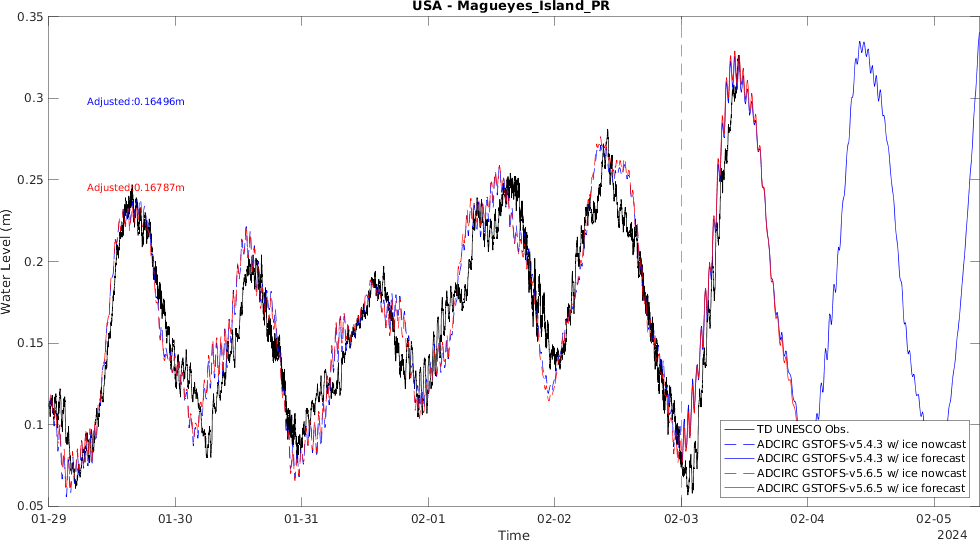 USA - Magueyes_Island_PR
0.35
0.3
0.25
0.2
0.15
0.1
0.05
Water Level (m)
Adjusted:0.16496m
Adjusted:0.16787m
TD UNESCO Obs.
ADCIRC GSTOFS-v5.4.3 w/ ice nowcast
ADCIRC GSTOFS-v5.4.3 w/ ice forecast
ADCIRC GSTOFS-v5.6.5 w/ ice nowcast
ADCIRC GSTOFS-v5.6.5 w/ ice forecast
01-29 01-30 01-31 02-01 02-02 02-03 02-04 02-05
Time
2024